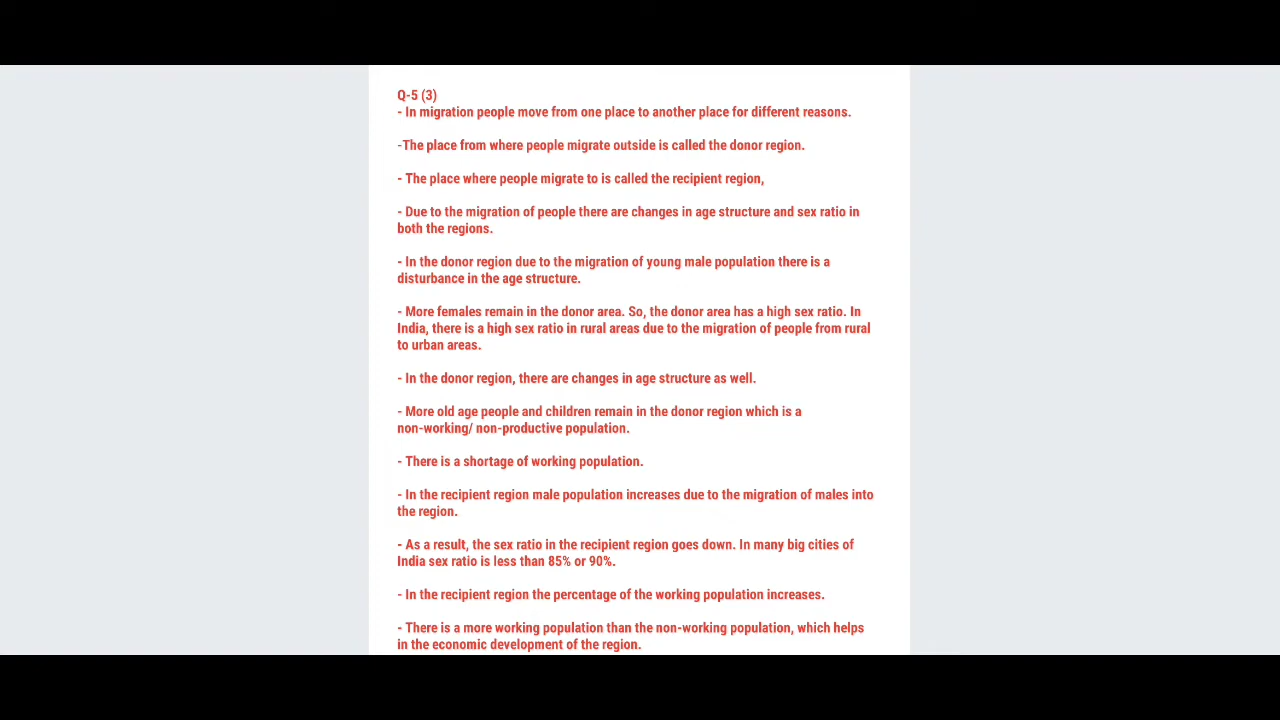 Q-5 (3)
- In migration people move from one place to another place for different reasons.
-The place from where people migrate outside is called the donor region.
- The place where people migrate to is called the recipient region,
- Due to the migration of people there are changes in age structure and sex ratio in
both the regions.
- In the donor region due to the migration of young male population there is a
disturbance in the age structure.
- More females remain in the donor area. So, the donor area has a high sex ratio. In
India, there is a high sex ratio in rural areas due to the migration of people from rural
to urban areas.
- In the donor region, there are changes in age structure as well.
- More old age people and children remain in the donor region which is a
non-working/ non-productive population.
- There is a shortage of working population.
- In the recipient region male population increases due to the migration of males into
the region.
- As a result, the sex ratio in the recipient region goes down. In many big cities of
India sex ratio is less than 85% or 90%.
- In the recipient region the percentage of the working population increases.
- There is a more working population than the non-working population, which helps
in the economic development of the region.